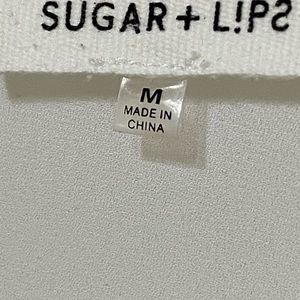 SUGAR + L!PS
M
MADE IN
CHINA